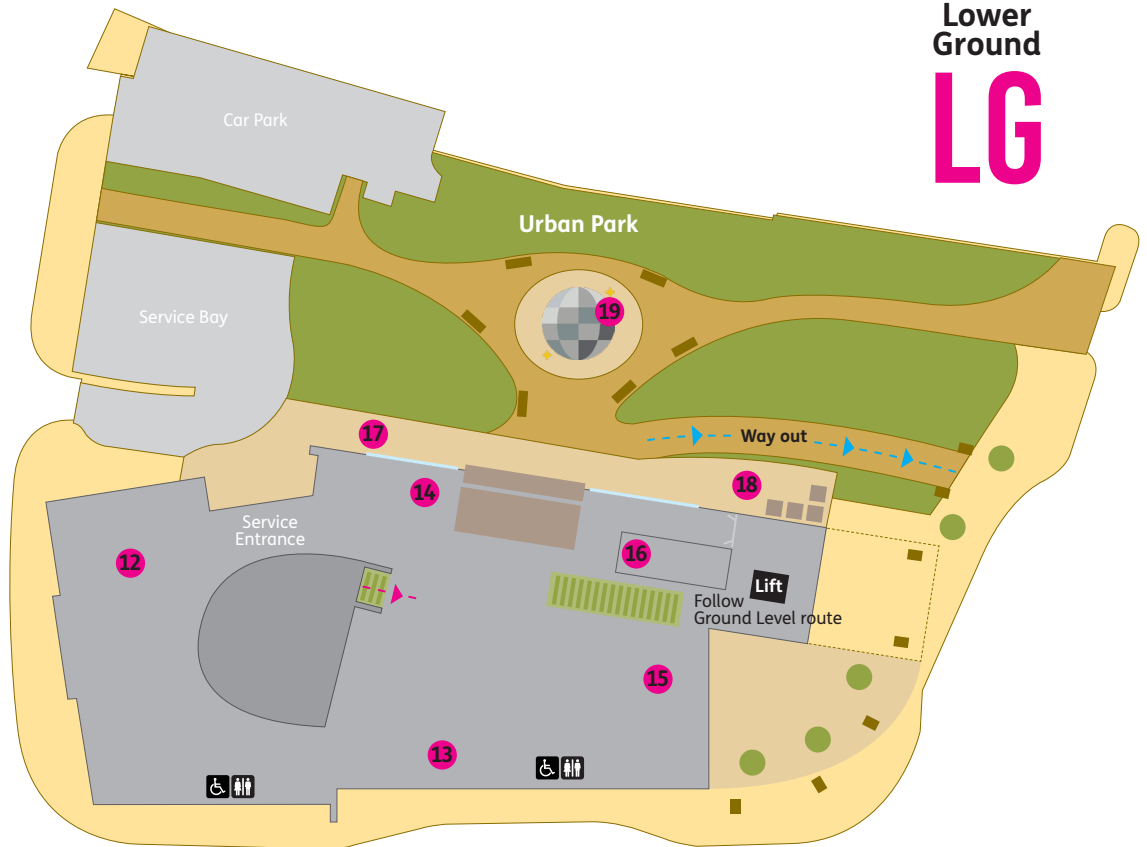 Lower
Ground
LG
Car Park
Urban Park
19
Service Bay
17
Way out
14
18
Service
Entrance
12
16
Lift
Follow
Ground Level route
15
13